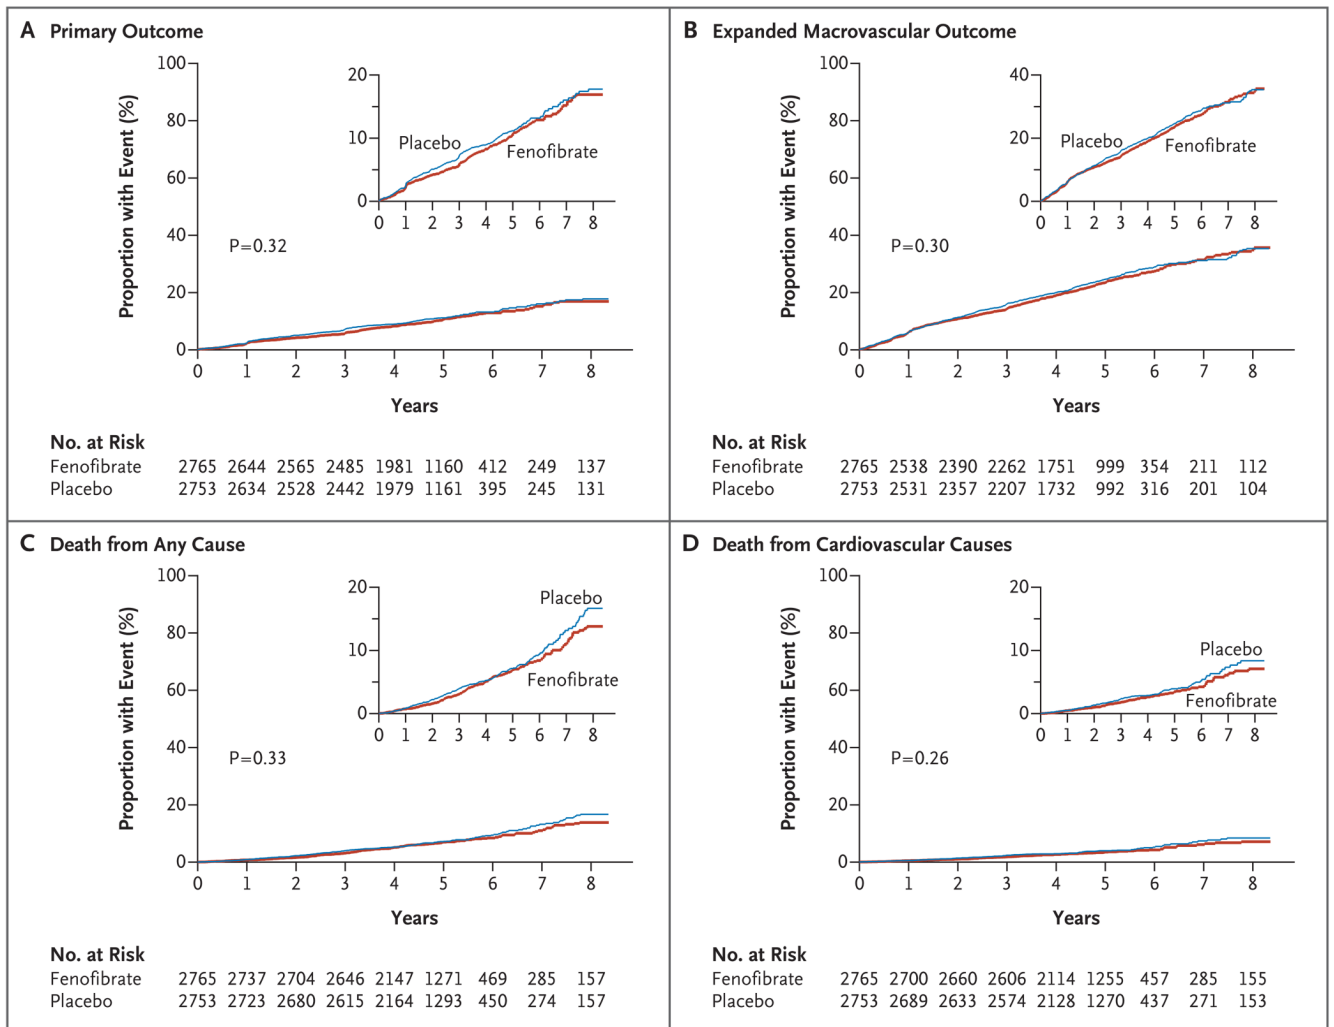 A Primary Outcome
100
80
60
40
20
0
Proportion with Event (%)
20
10
0
Placebo
Fenofibrate
0 1 2 3 4 5 6 7 8
P=0.32
0 1 2 3 4 5 6 7 8
Years
No. at Risk
Fenofibrate 2765 2644 2565 2485 1981 1160 412 249 137
Placebo 2753 2634 2528 2442 1979 1161 395 245 131
B Expanded Macrovascular Outcome
100
80
60
40
20
0
Proportion with Event (%)
40
20
0
Placebo
Fenofibrate
0 1 2 3 4 5 6 7 8
P=0.30
0 1 2 3 4 5 6 7 8
Years
No. at Risk
Fenofibrate 2765 2538 2390 2262 1751 999 354 211 112
Placebo 2753 2531 2357 2207 1732 992 316 201 104
C Death from Any Cause
100
80
60
40
20
0
Proportion with Event (%)
20
10
0
Placebo
Fenofibrate
0 1 2 3 4 5 6 7 8
P=0.33
0 1 2 3 4 5 6 7 8
Years
No. at Risk
Fenofibrate 2765 2737 2704 2646 2147 1271 469 285 157
Placebo 2753 2723 2680 2615 2164 1293 450 274 157
D Death from Cardiovascular Causes
100
80
60
40
20
0
Proportion with Event (%)
20
10
0
Placebo
Fenofibrate
0 1 2 3 4 5 6 7 8
P=0.26
0 1 2 3 4 5 6 7 8
Years
No. at Risk
Fenofibrate 2765 2700 2660 2606 2114 1255 457 285 155
Placebo 2753 2689 2633 2574 2128 1270 437 271 153